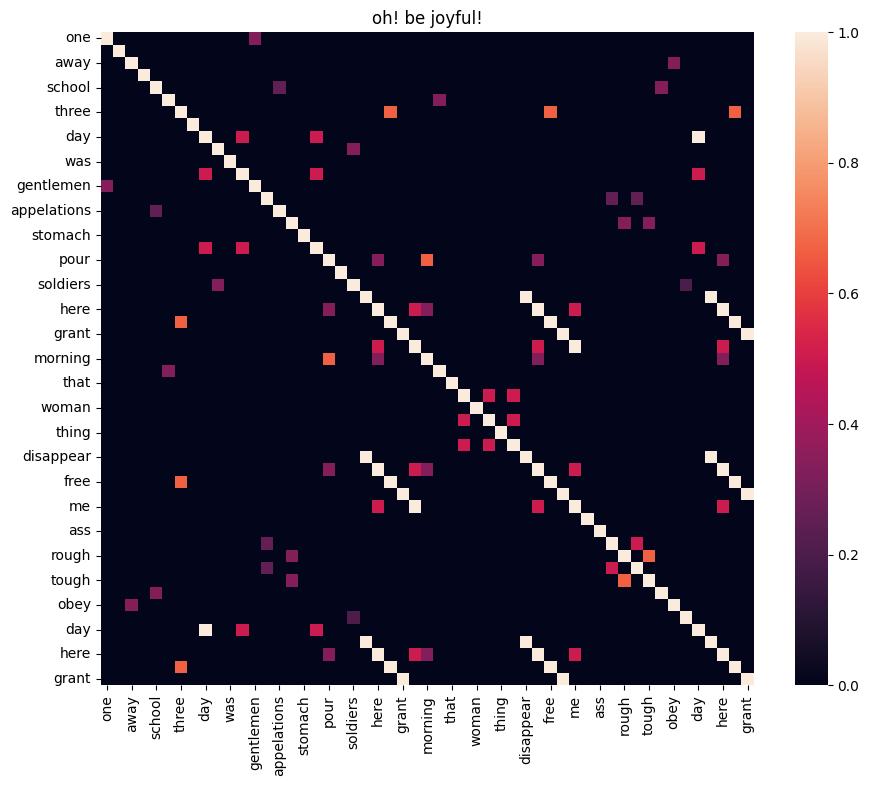 oh! be joyful!
one
away
school
three
day
was
gentlemen
appelations
stomach
pour
soldiers
here
grant
morning
that
woman
thing
disappear
free
me
ass
rough
tough
obey
day
here
grant
1.0
0.8
0.6
0.4
0.2
0.0
one
away
school
three
day
was
gentlemen
appelations
stomach
pour
soldiers
here
grant
morning
that
woman
thing
disappear
free
me
ass
rough
tough
obey
day
here
grant